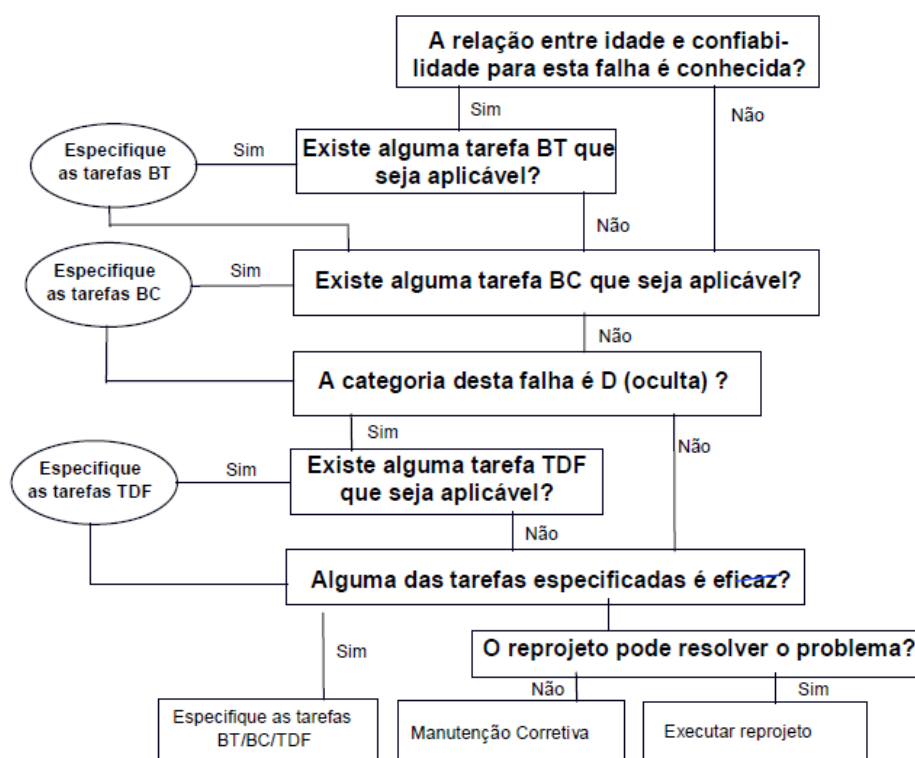 A relação entre idade e confiabi-
lidade para esta falha é conhecida?
Sim
Não
Especifique
as tarefas BT
Sim
Existe alguma tarefa BT que
seja aplicável?
Não
Especifique
as tarefas BC
Sim
Existe alguma tarefa BC que seja aplicável?
Não
A categoria desta falha é D (oculta) ?
Sim
Não
Especifique
as tarefas TDF
Sim
Existe alguma tarefa TDF
que seja aplicável?
Não
Alguma das tarefas especificadas é eficaz?
Sim
O reprojeto pode resolver o problema?
Não
Sim
Especifique as tarefas
BT/BC/TDF
Manutenção Corretiva
Executar reprojeto